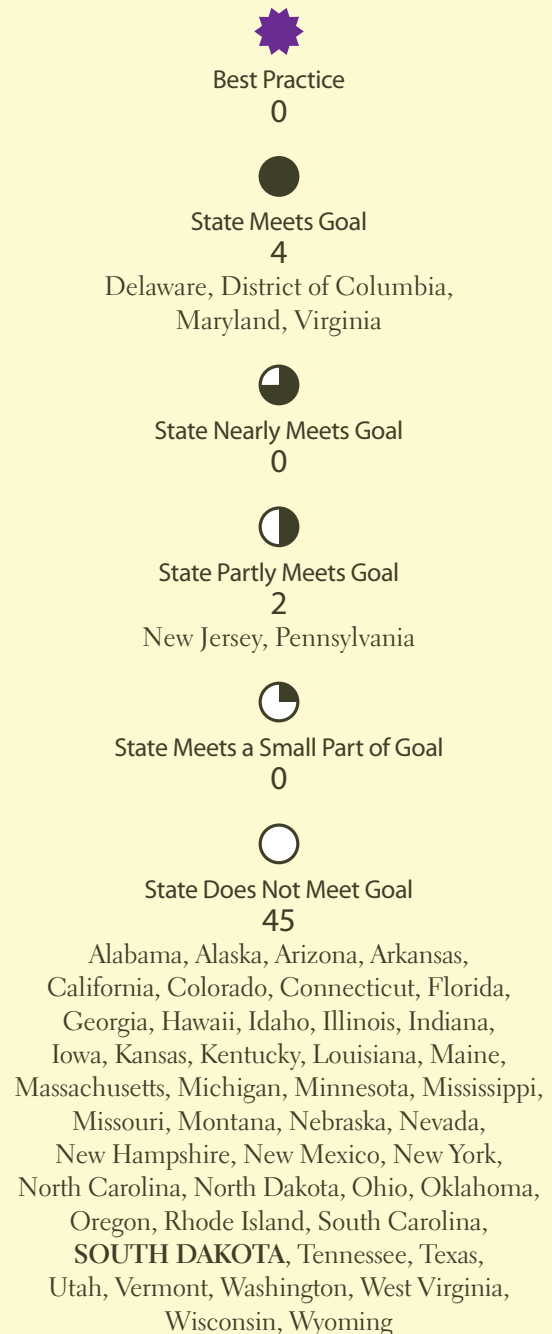 Best Practice
0
State Meets Goal
4
Delaware, District of Columbia,
Maryland, Virginia
State Nearly Meets Goal
0
State Partly Meets Goal
2
New Jersey, Pennsylvania
State Meets a Small Part of Goal
0
State Does Not Meet Goal
45
Alabama, Alaska, Arizona, Arkansas,
California, Colorado, Connecticut, Florida,
Georgia, Hawaii, Idaho, Illinois, Indiana,
Iowa, Kansas, Kentucky, Louisiana, Maine,
Massachusetts, Michigan, Minnesota, Mississippi,
Missouri, Montana, Nebraska, Nevada,
New Hampshire, New Mexico, New York,
North Carolina, North Dakota, Ohio, Oklahoma,
Oregon, Rhode Island, South Carolina,
SOUTH DAKOTA, Tennessee, Texas,
Utah, Vermont, Washington, West Virginia,
Wisconsin, Wyoming